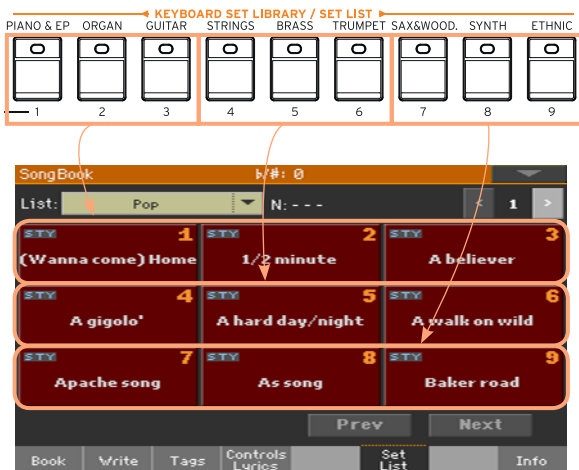 KEYBOARD SET LIBRARY / SET LIST
PIANO & EP ORGAN GUITAR STRINGS BRASS TRUMPET SAX&WOOD. SYNTH ETHNIC
1 2 3 4 5 6 7 8 9
SongBook b/#: 0
List: Pop N: - - - < 1 >
STY 1 STY 2 STY 3
(Wanna come) Home 1/2 minute A believer
STY 4 STY 5 STY 6
A gigolo' A hard day/night A walk on wild
STY 7 STY 8 STY 9
Apache song As song Baker road
Prev Next
Book Write Tags Controls Lyrics Set List Info